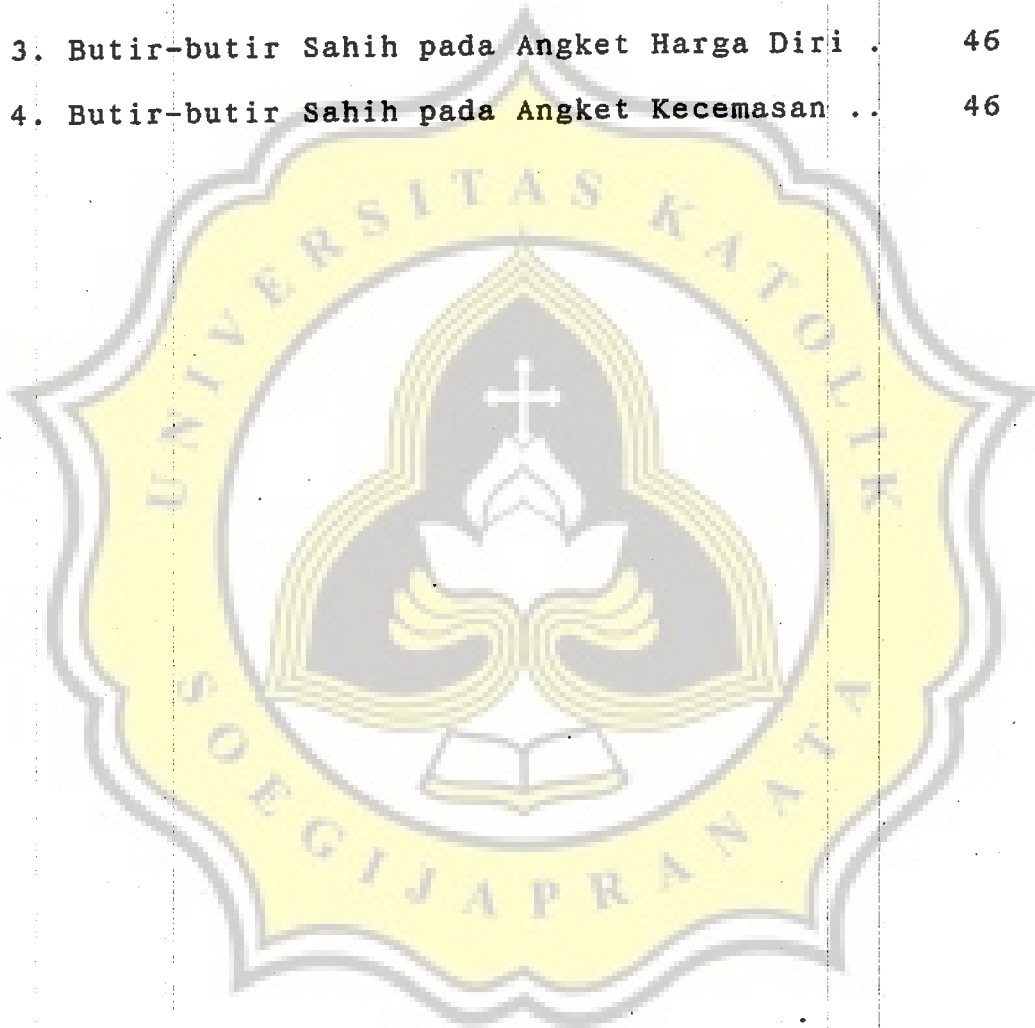 3. Butir-butir Sahih pada Angket Harga Diri . 46
4. Butir-butir Sahih pada Angket Kecemasan .. 46
UNIVERSITAS KATOLIK
SOEGIJAPRANATA